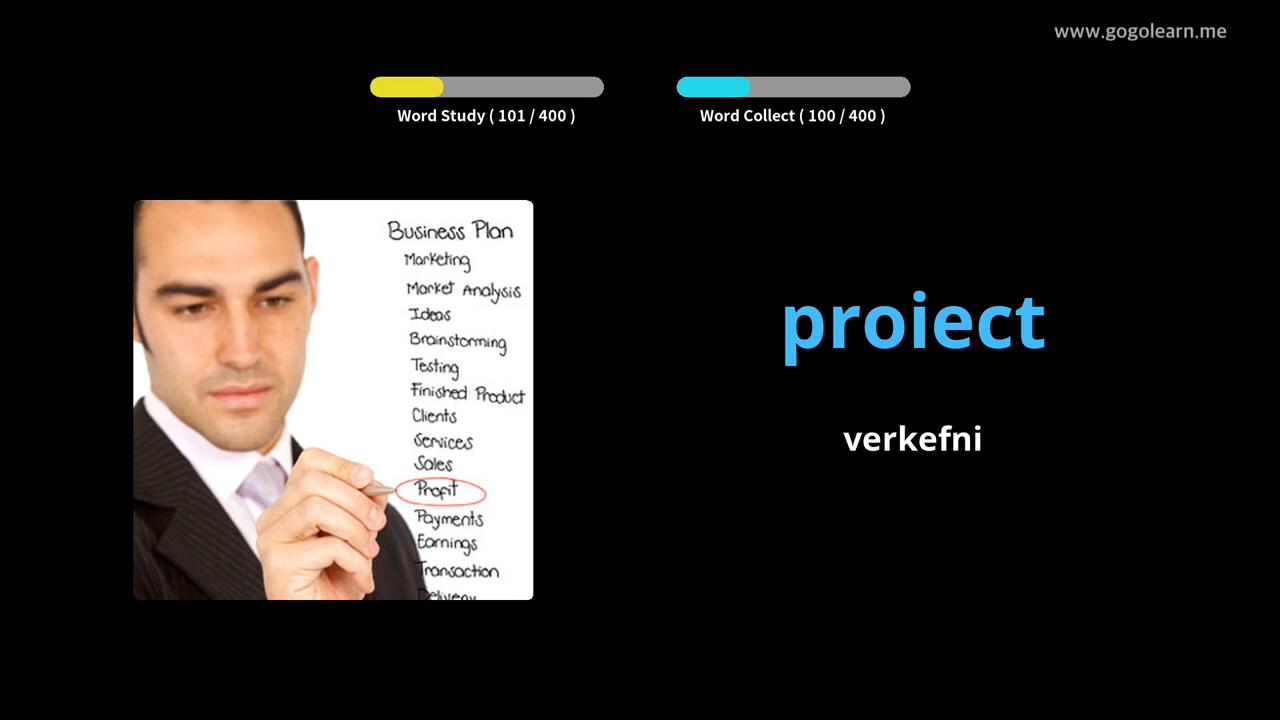 www.gogolearn.me
Word Study ( 101 / 400 )
Word Collect ( 100 / 400 )
Business Plan
Marketing
Market Analysis
Ideas
Brainstorming
Testing
Finished Product
Clients
Services
Sales
Profit
Payments
Earnings
Transaction
Delivery
proiect
verkefni